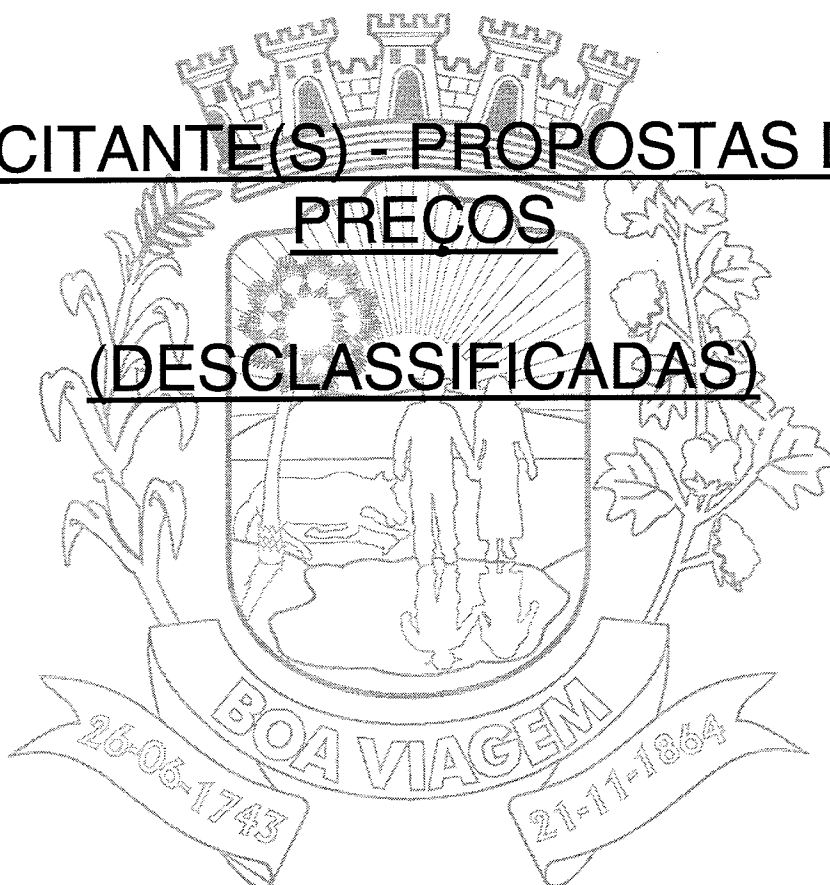 CITANTE(S) - PROPOSTAS
PREÇOS
(DESCLASSIFICADAS)
BOA VIAGEM
26-06-1743
21-11-1864